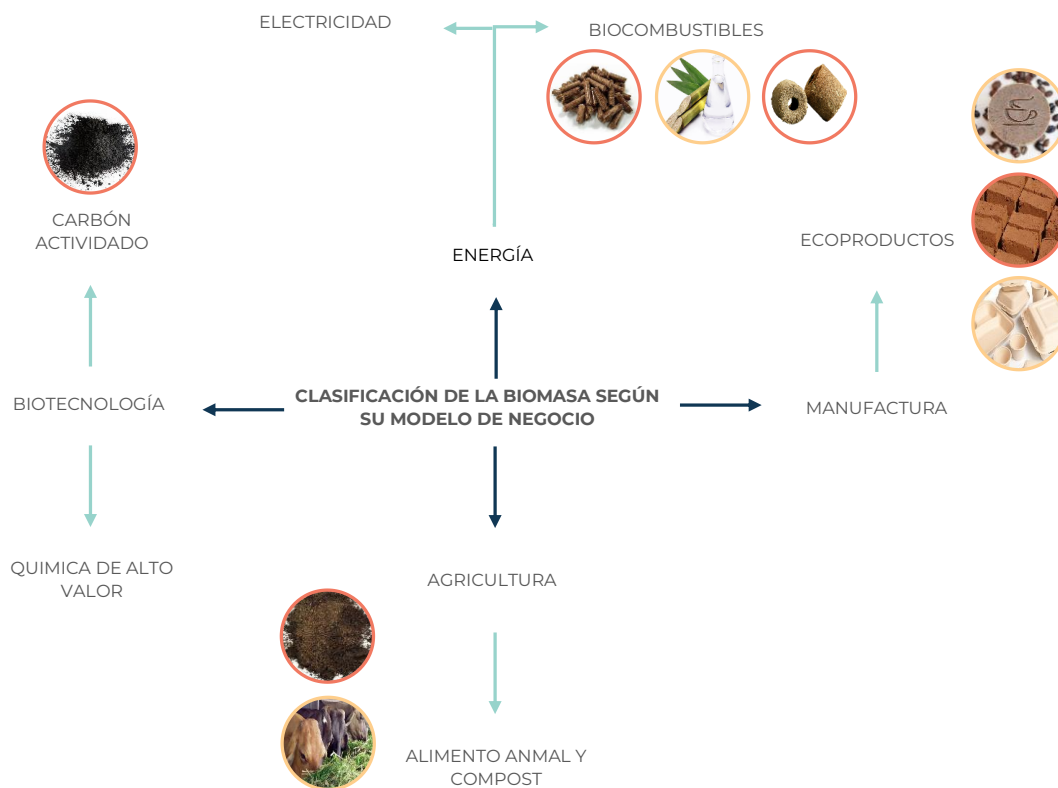 ELECTRICIDAD
BIOCOMBUSTIBLES
CARBÓN
ACTIVIDADO
ENERGÍA
ECOPRODUCTOS
BIOTECNOLOGÍA
CLASIFICACIÓN DE LA BIOMASA SEGÚN
SU MODELO DE NEGOCIO
MANUFACTURA
QUIMICA DE ALTO
VALOR
AGRICULTURA
ALIMENTO ANMAL Y
COMPOST